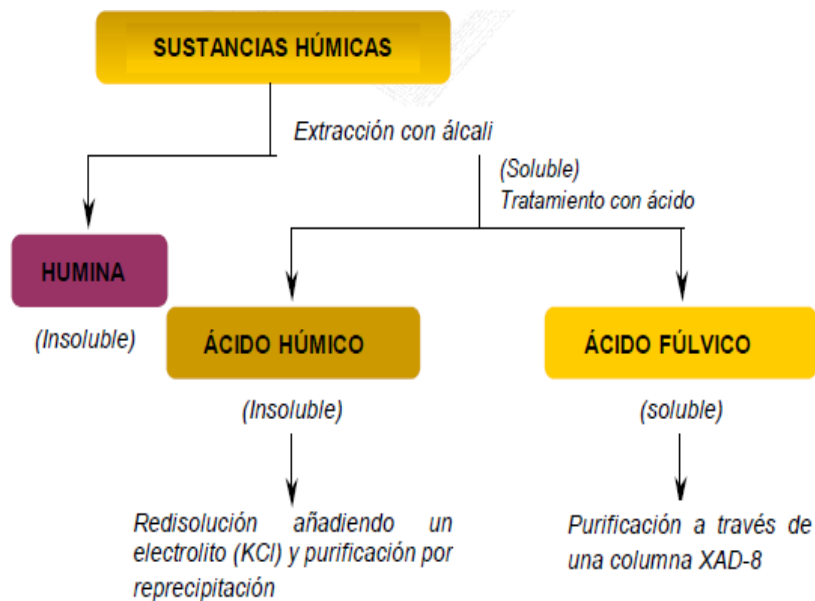 SUSTANCIAS HÚMICAS
Extracción con álcali
(Soluble)
Tratamiento con ácido
HUMINA
(Insoluble)
ÁCIDO HÚMICO
ÁCIDO FÚLVICO
(Insoluble)
(soluble)
Redisolución añadiendo un
electrolito (KCl) y purificación por
reprecipitación
Purificación a través de
una columna XAD-8